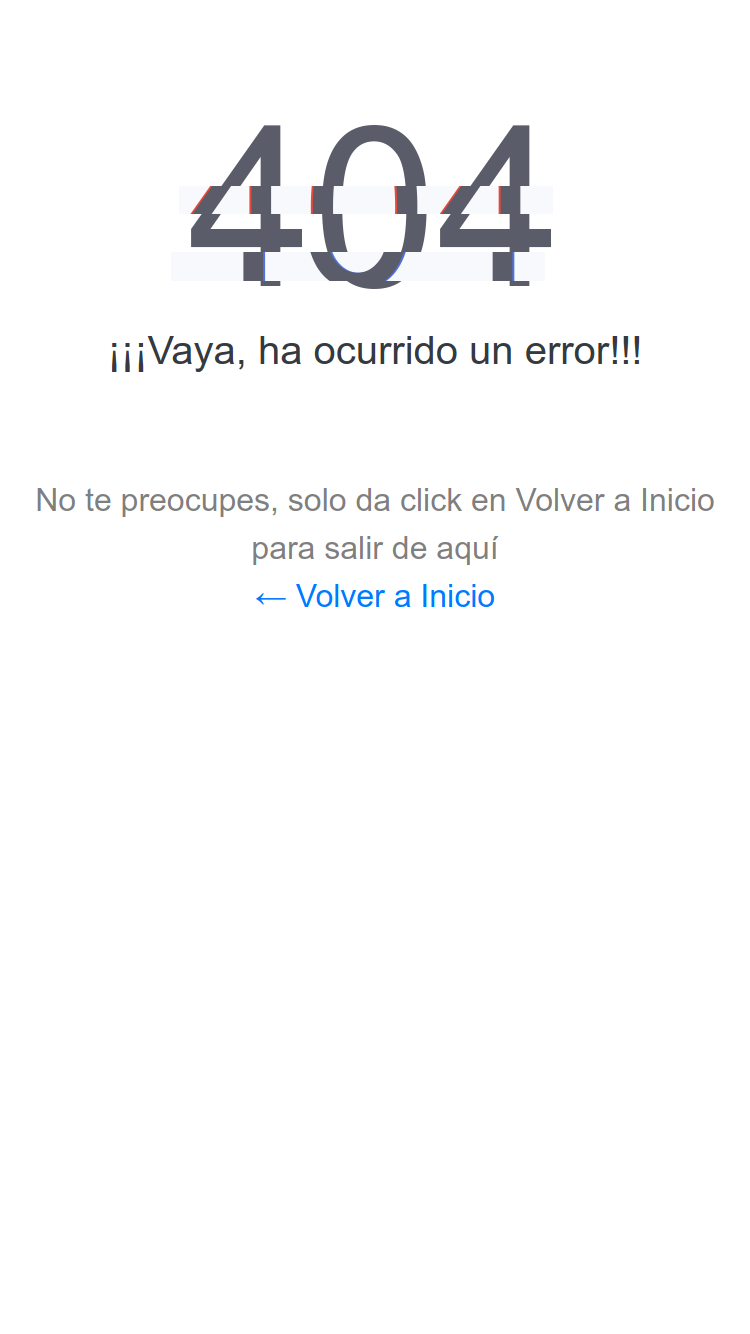 404
¡¡¡Vaya, ha ocurrido un error!!!
No te preocupes, solo da click en Volver a Inicio
para salir de aquí
← Volver a Inicio